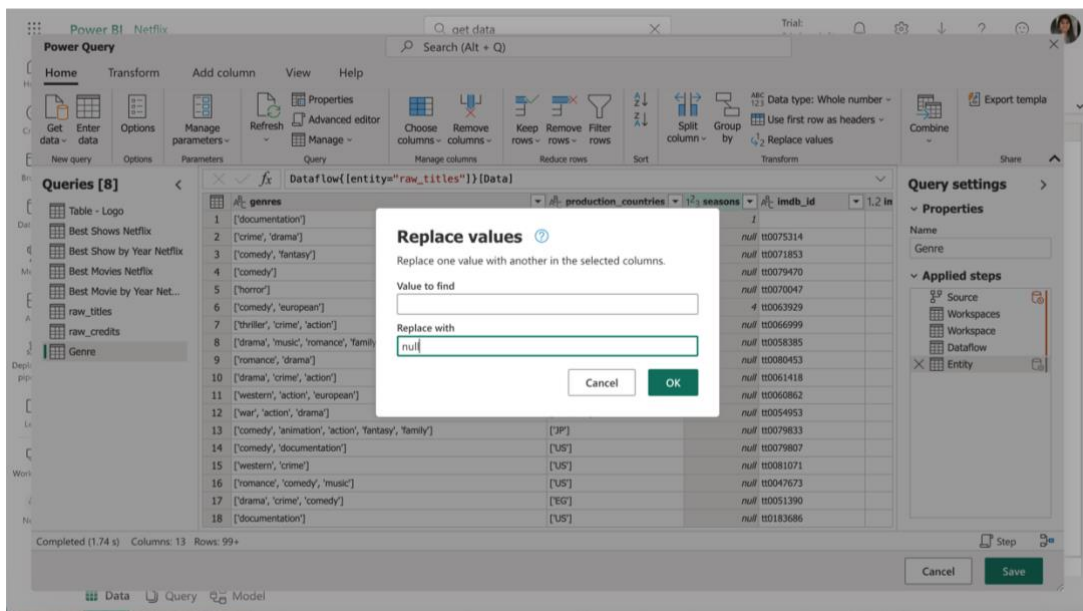 Power BI Netflix
get data
Trial:
Power Query
Search (Alt + Q)
Home Transform Add column View Help
Get data
Enter data
Options
Manage parameters
Refresh
Properties
Advanced editor
Manage
Choose columns
Remove columns
Keep rows
Remove rows
Filter rows
Split column
Group by
Data type: Whole number
Use first row as headers
Replace values
Combine
Export templa
New query Options Parameters Query Manage columns Reduce rows Sort Transform Share
Queries [8]
Table - Logo
Best Shows Netflix
Best Show by Year Netflix
Best Movies Netflix
Best Movie by Year Net...
raw_titles
raw_credits
Genre
fx Dataflow{[entity="raw_titles"]}[Data]
genres production_countries seasons imdb_id 1.2 im
1 ['documentation'] 1
2 ['crime', 'drama'] null tt0075314
3 ['comedy', 'fantasy'] null tt0071853
4 ['comedy'] null tt0079470
5 ['horror'] null tt0070047
6 ['comedy', 'european'] 4 tt0063929
7 ['thriller', 'crime', 'action'] null tt0066999
8 ['drama', 'music', 'romance', 'family null tt0058385
9 ['romance', 'drama'] null tt0080453
10 ['drama', 'crime', 'action'] null tt0061418
11 ['western', 'action', 'european'] null tt0060862
12 ['war', 'action', 'drama'] null tt0054953
13 ['comedy', 'animation', 'action', 'fantasy', 'family'] ['JP'] null tt0079833
14 ['comedy', 'documentation'] ['US'] null tt0079807
15 ['western', 'crime'] ['US'] null tt0081071
16 ['romance', 'comedy', 'music'] ['US'] null tt0047673
17 ['drama', 'crime', 'comedy'] ['EG'] null tt0051390
18 ['documentation'] ['US'] null tt0183686
Replace values
Replace one value with another in the selected columns.
Value to find
Replace with
null
Cancel OK
Query settings
Properties
Name
Genre
Applied steps
Source
Workspaces
Workspace
Dataflow
Entity
Completed (1.74 s) Columns: 13 Rows: 99+
Step
Cancel Save
Data Query Model